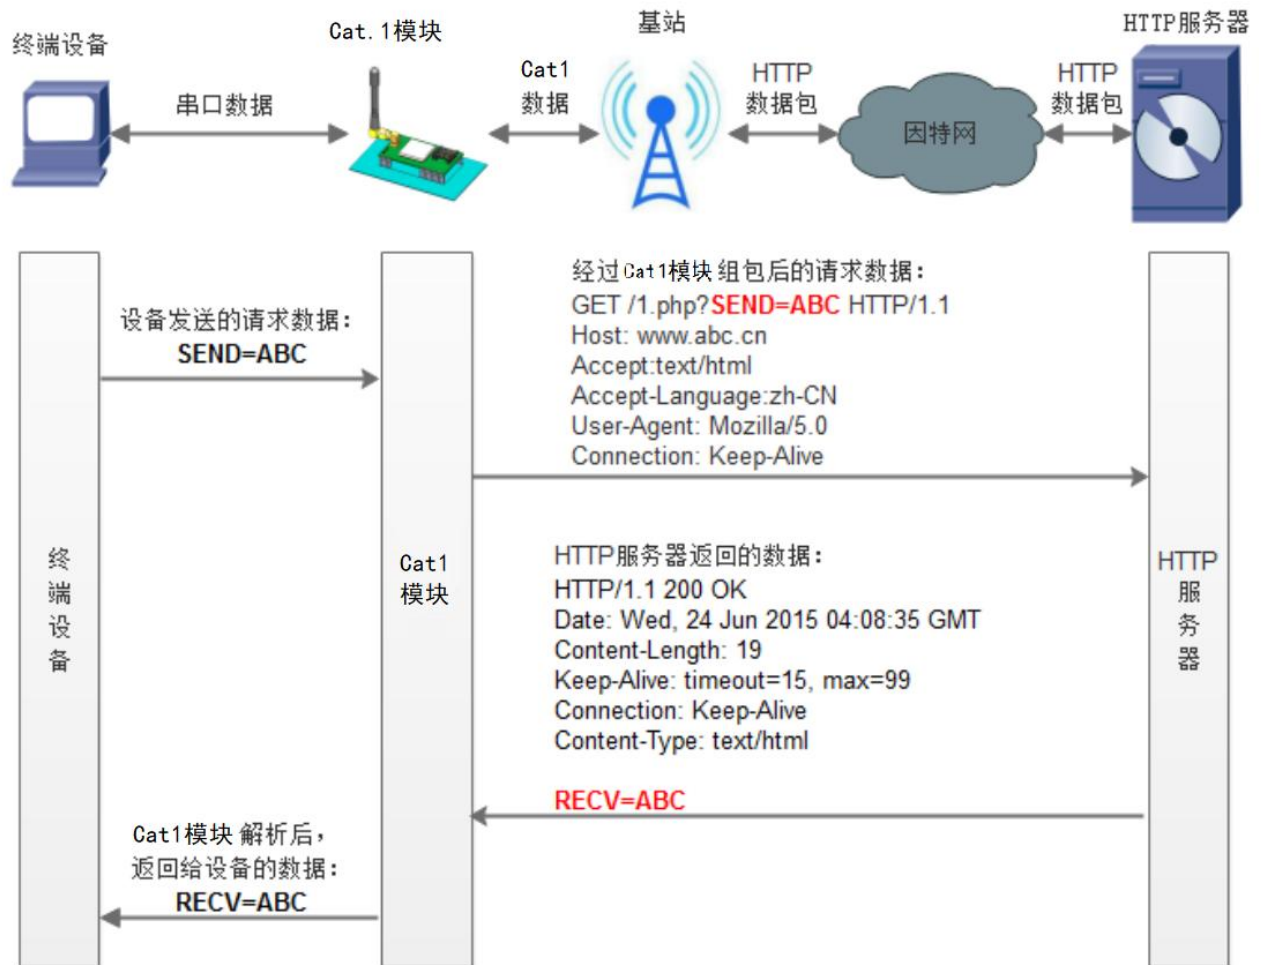 终端设备
Cat.1模块
基站
HTTP服务器
串口数据
Cat1
数据
HTTP
数据包
因特网
HTTP
数据包
设备发送的请求数据：
SEND=ABC
经过Cat1模块组包后的请求数据：
GET /1.php?SEND=ABC HTTP/1.1
Host: www.abc.cn
Accept:text/html
Accept-Language:zh-CN
User-Agent: Mozilla/5.0
Connection: Keep-Alive
终
端
设
备
Cat1
模块
HTTP
服
务
器
HTTP服务器返回的数据：
HTTP/1.1 200 OK
Date: Wed, 24 Jun 2015 04:08:35 GMT
Content-Length: 19
Keep-Alive: timeout=15, max=99
Connection: Keep-Alive
Content-Type: text/html
RECV=ABC
Cat1模块 解析后，
返回给设备的数据：
RECV=ABC